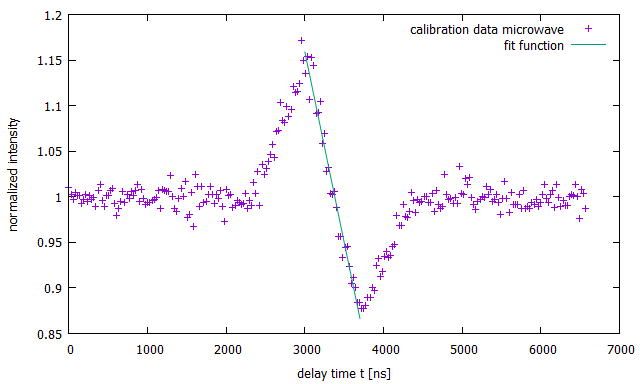 1.2
1.15
1.1
1.05
1
0.95
0.9
0.85
normalized intensity
calibration data microwave
fit function
0 1000 2000 3000 4000 5000 6000 7000
delay time t [ns]